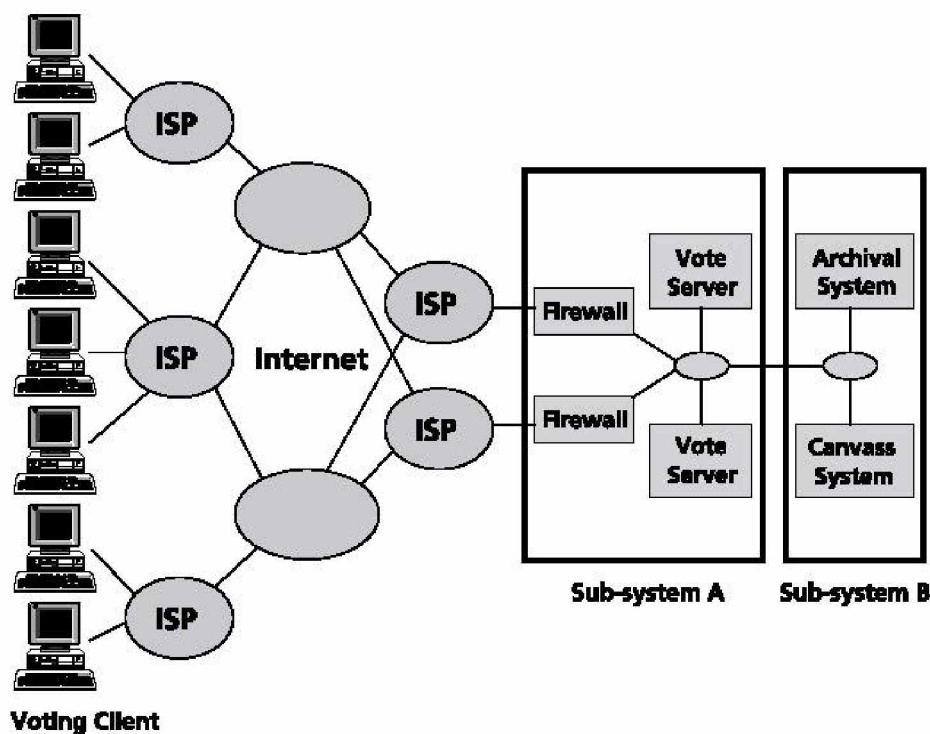 ISP
ISP
Internet
ISP
ISP
ISP
Firewall
Firewall
Vote
Server
Vote
Server
Archival
System
Canvass
System
Sub-system A
Sub-system B
Voting Client